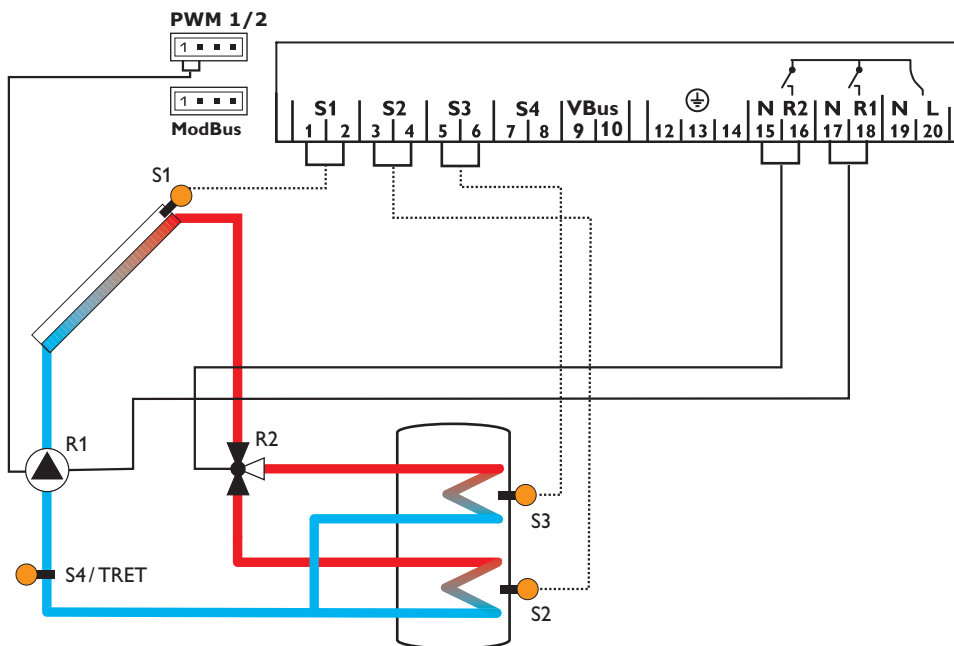 PWM 1/2
1
1
ModBus
S1 S2 S3 S4 VBus N R2 N R1 N L
1 2 3 4 5 6 7 8 9 10 12 13 14 15 16 17 18 19 20
S1
R1
R2
S3
S4 / TRET
S2